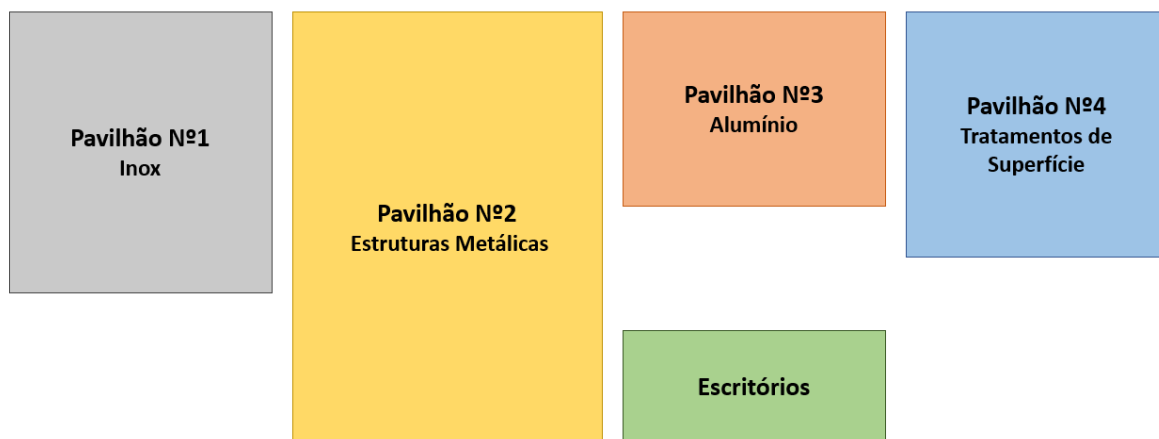 Pavilhão Nº1
Inox
Pavilhão Nº2
Estruturas Metálicas
Pavilhão Nº3
Alumínio
Pavilhão Nº4
Tratamentos de
Superfície
Escritórios